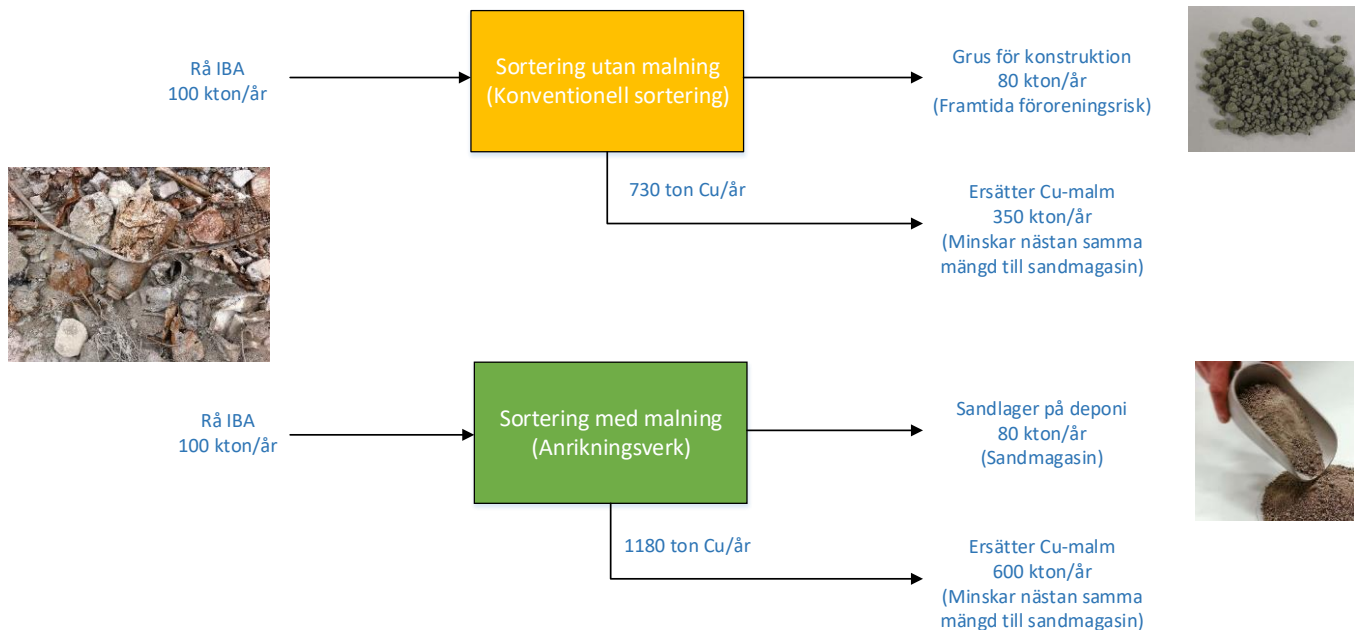 Rå IBA
100 kton/år
Sortering utan malning
(Konventionell sortering)
Grus för konstruktion
80 kton/år
(Framtida föroreningsrisk)
730 ton Cu/år
Ersätter Cu-malm
350 kton/år
(Minskar nästan samma
mängd till sandmagasin)
Rå IBA
100 kton/år
Sortering med malning
(Anrikningsverk)
Sandlager på deponi
80 kton/år
(Sandmagasin)
1180 ton Cu/år
Ersätter Cu-malm
600 kton/år
(Minskar nästan samma
mängd till sandmagasin)